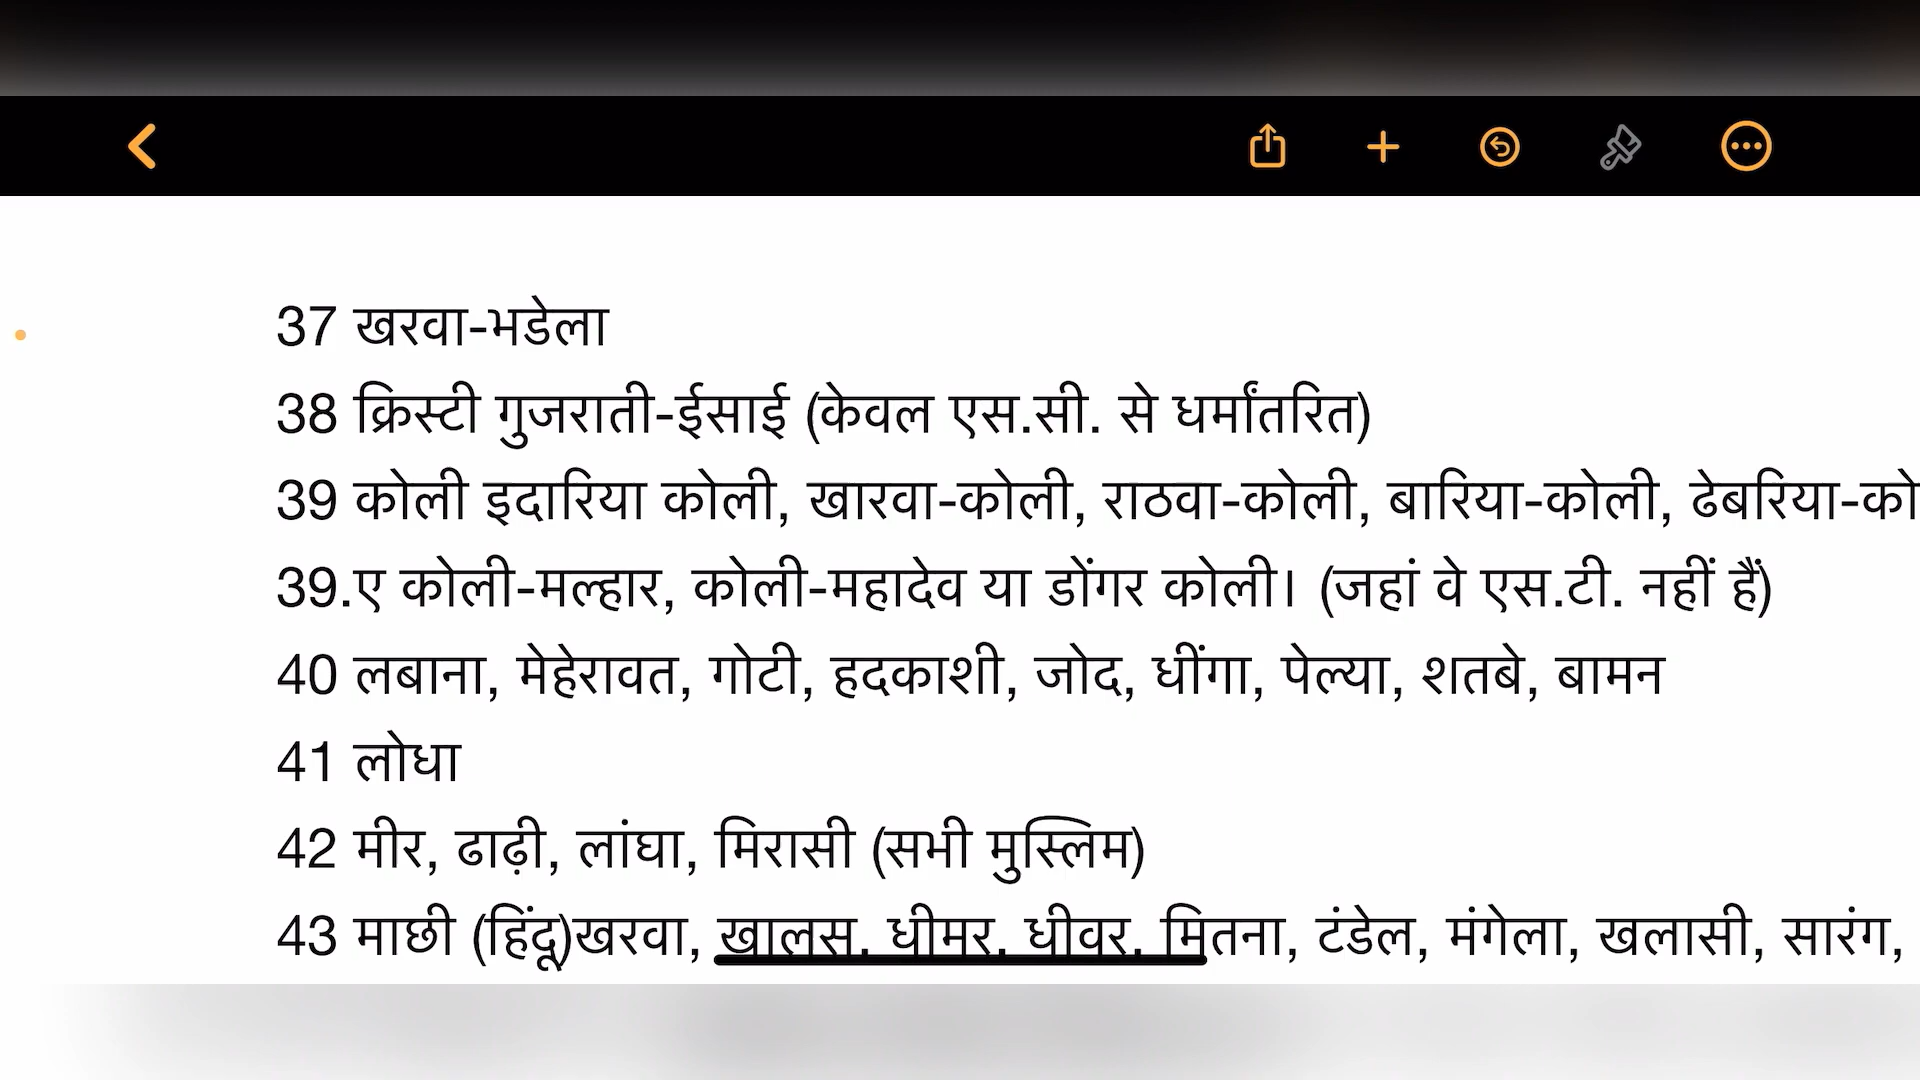 37 खरवा-भडेला
38 क्रिस्टी गुजराती-ईसाई (केवल एस.सी. से धर्मांतरित)
39 कोली इदारिया कोली, खारवा-कोली, राठवा-कोली, बारिया-कोली, ढेबरिया-को
39.ए कोली-मल्हार, कोली-महादेव या डोंगर कोली। (जहां वे एस.टी. नहीं हैं)
40 लबाना, मेहेरावत, गोटी, हदकाशी, जोद, धींगा, पेल्या, शतबे, बामन
41 लोधा
42 मीर, ढाढ़ी, लांघा, मिरासी (सभी मुस्लिम)
43 माछी (हिंदू)खरवा, खालस, धीमर, धीवर, मितना, टंडेल, मंगेला, खलासी, सारंग,